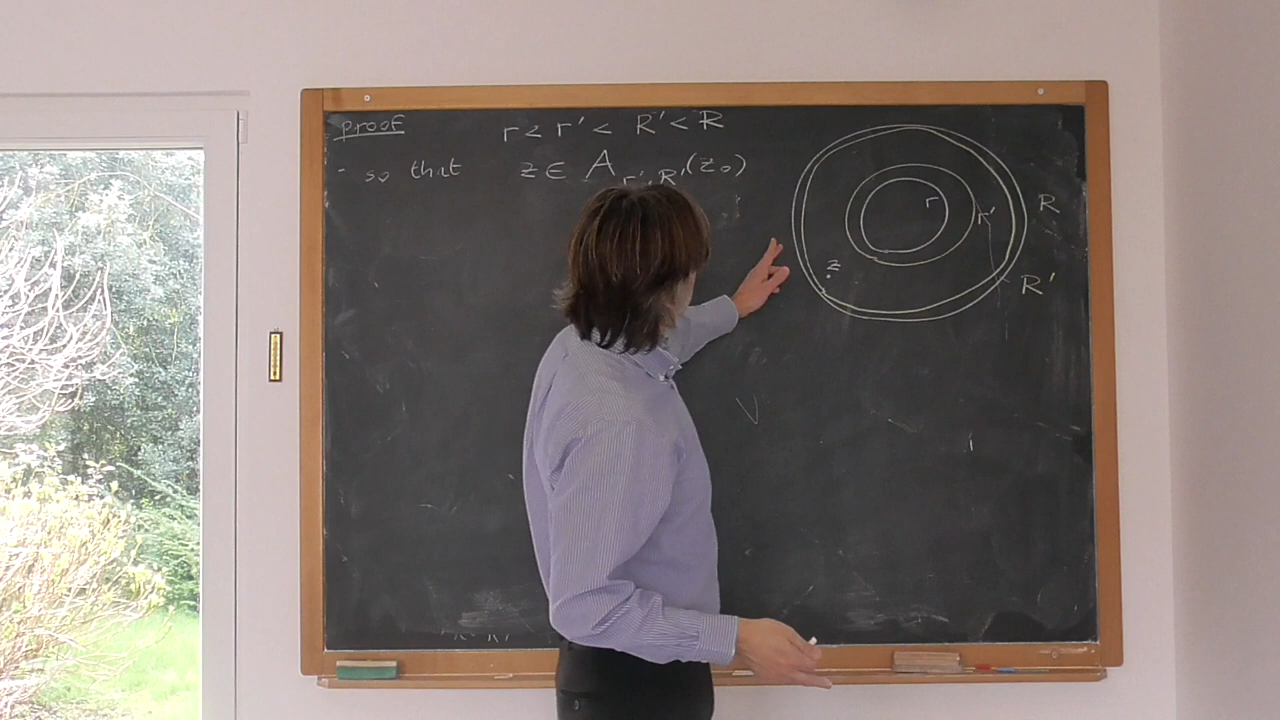 proof
r < r' < R' < R
- so that z ∈ A_{r', R'}(z₀)
r
r'
R
z
R'